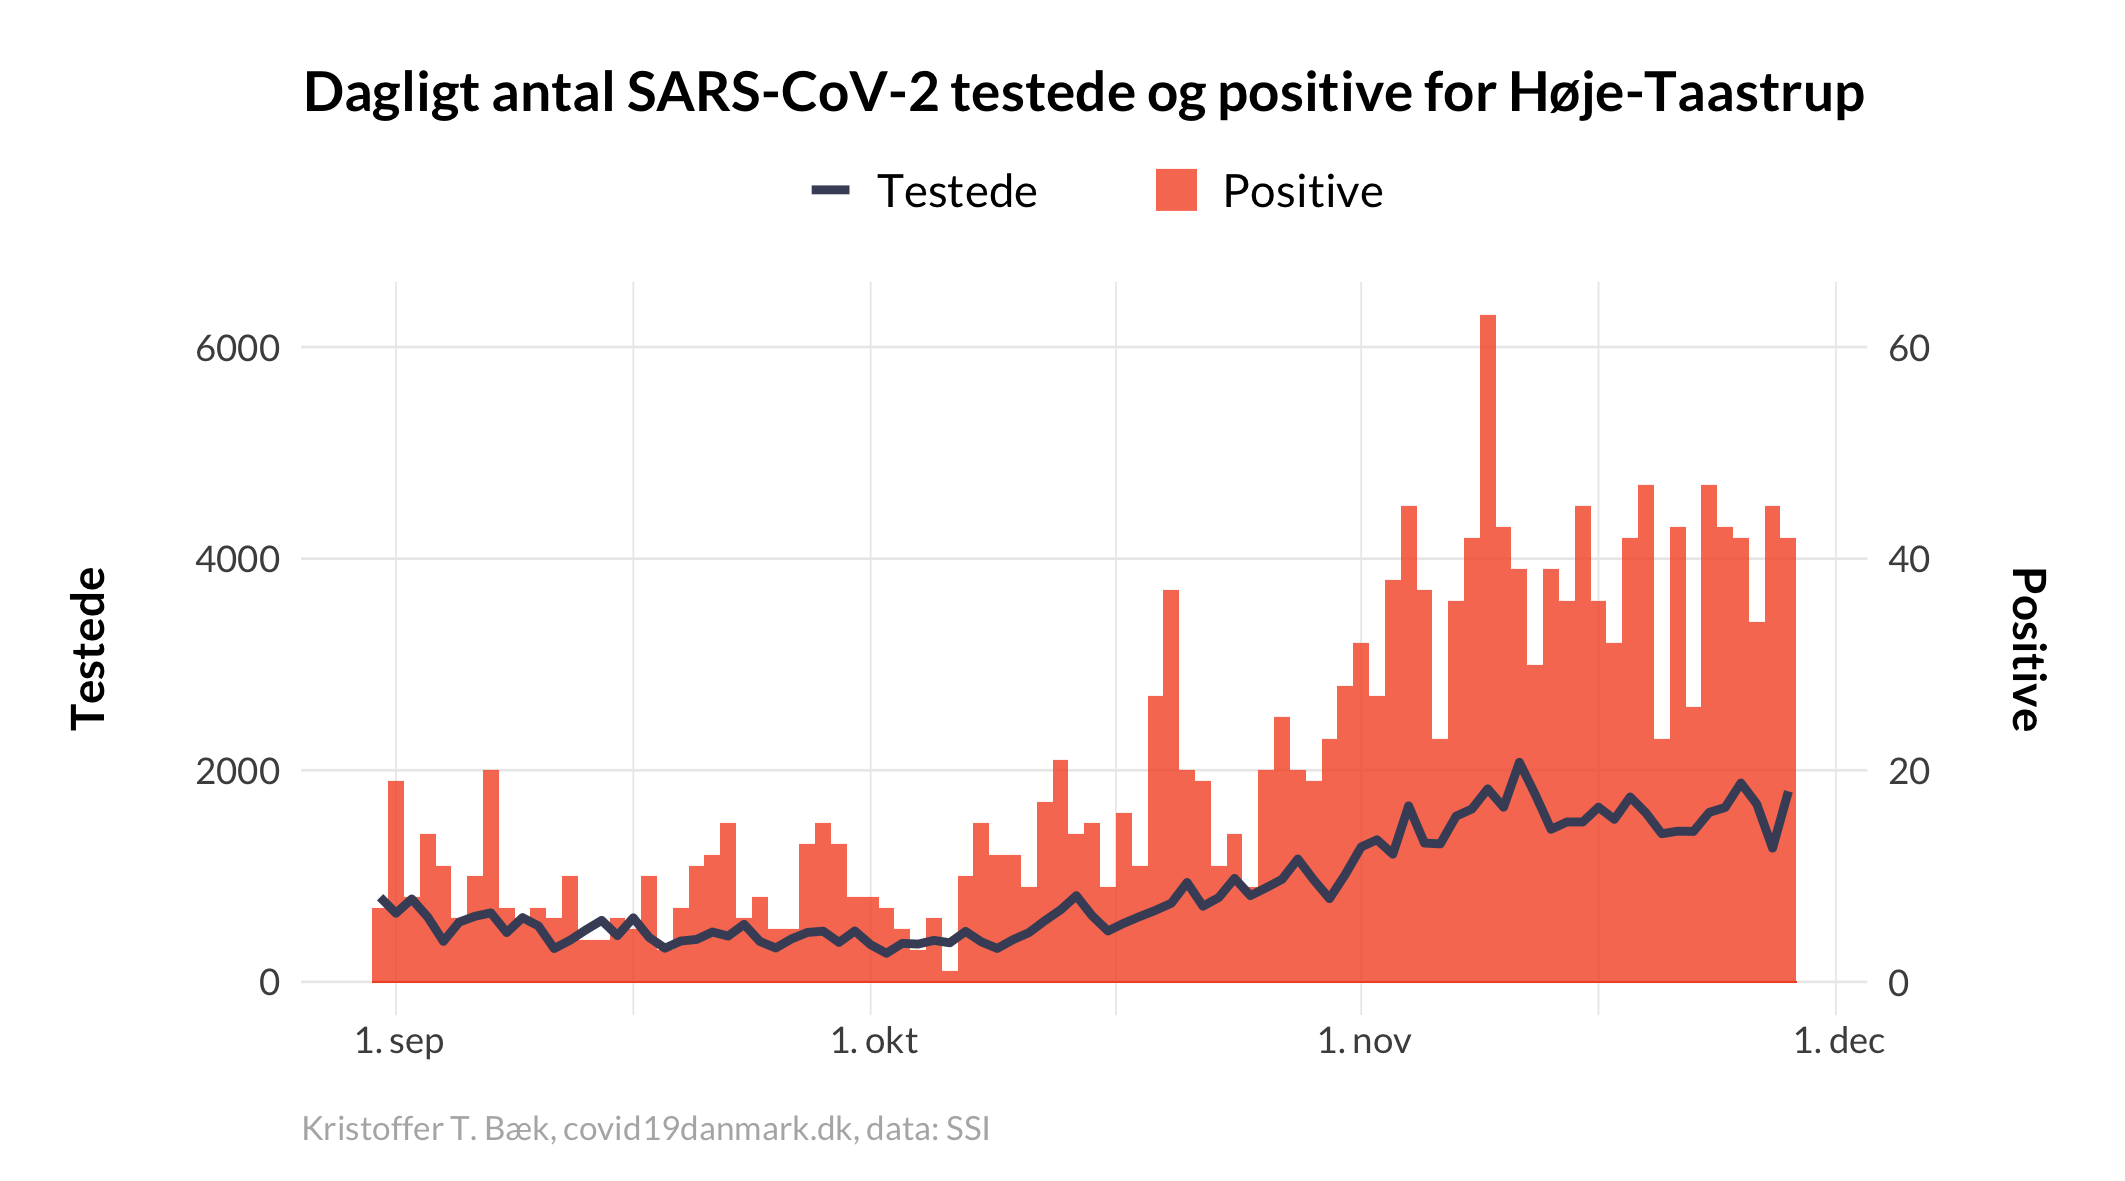 Dagligt antal SARS-CoV-2 testede og positive for Høje-Taastrup
Testede
Positive
6000
4000
2000
0
60
40
20
0
Testede
Positive
1. sep
1. okt
1. nov
1. dec
Kristoffer T. Bæk, covid19danmark.dk, data: SSI